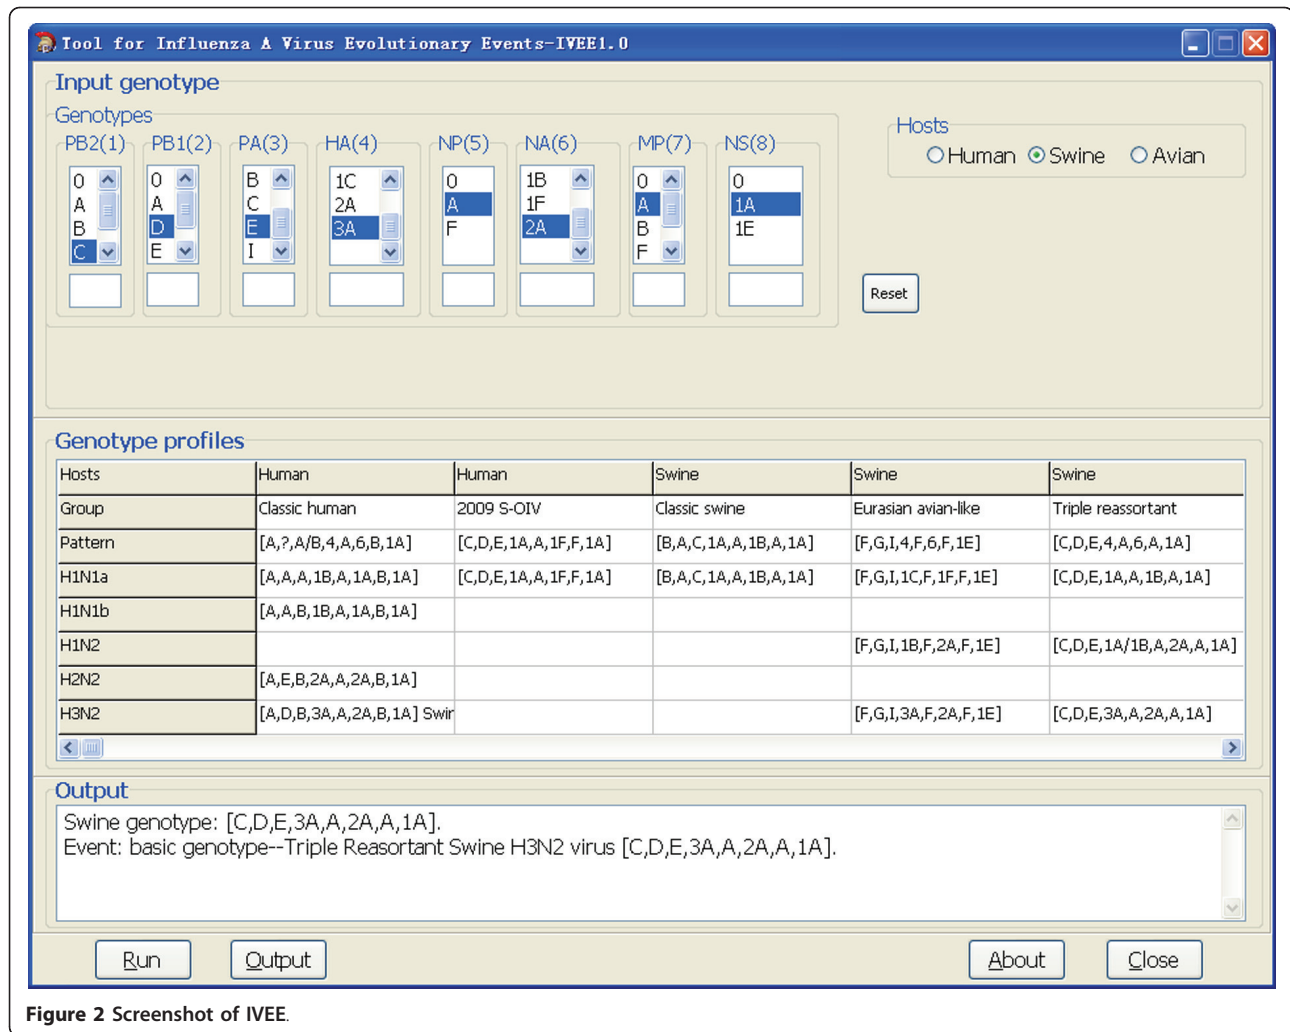 Tool for Influenza A Virus Evolutionary Events-IVEE1.0
Input genotype
Genotypes
PB2(1) PB1(2) PA(3) HA(4) NP(5) NA(6) MP(7) NS(8)
0 0 B 1C 0 1B 0 0
A A C 2A A 1F A 1A
B D E 3A F 2A B 1E
C E I F
Hosts
Human Swine Avian
Reset
Genotype profiles
Hosts Human Human Swine Swine Swine
Group Classic human 2009 S-OIV Classic swine Eurasian avian-like Triple reassortant
Pattern [A,?,A/B,4,A,6,B,1A] [C,D,E,1A,A,1F,F,1A] [B,A,C,1A,A,1B,A,1A] [F,G,I,4,F,6,F,1E] [C,D,E,4,A,6,A,1A]
H1N1a [A,A,A,1B,A,1A,B,1A] [C,D,E,1A,A,1F,F,1A] [B,A,C,1A,A,1B,A,1A] [F,G,I,1C,F,1F,F,1E] [C,D,E,1A,A,1B,A,1A]
H1N1b [A,A,B,1B,A,1A,B,1A]
H1N2 [F,G,I,1B,F,2A,F,1E] [C,D,E,1A/1B,A,2A,A,1A]
H2N2 [A,E,B,2A,A,2A,B,1A]
H3N2 [A,D,B,3A,A,2A,B,1A] Swir [F,G,I,3A,F,2A,F,1E] [C,D,E,3A,A,2A,A,1A]
Output
Swine genotype: [C,D,E,3A,A,2A,A,1A].
Event: basic genotype--Triple Reasortant Swine H3N2 virus [C,D,E,3A,A,2A,A,1A].
Run Output About Close
Figure 2 Screenshot of IVEE.